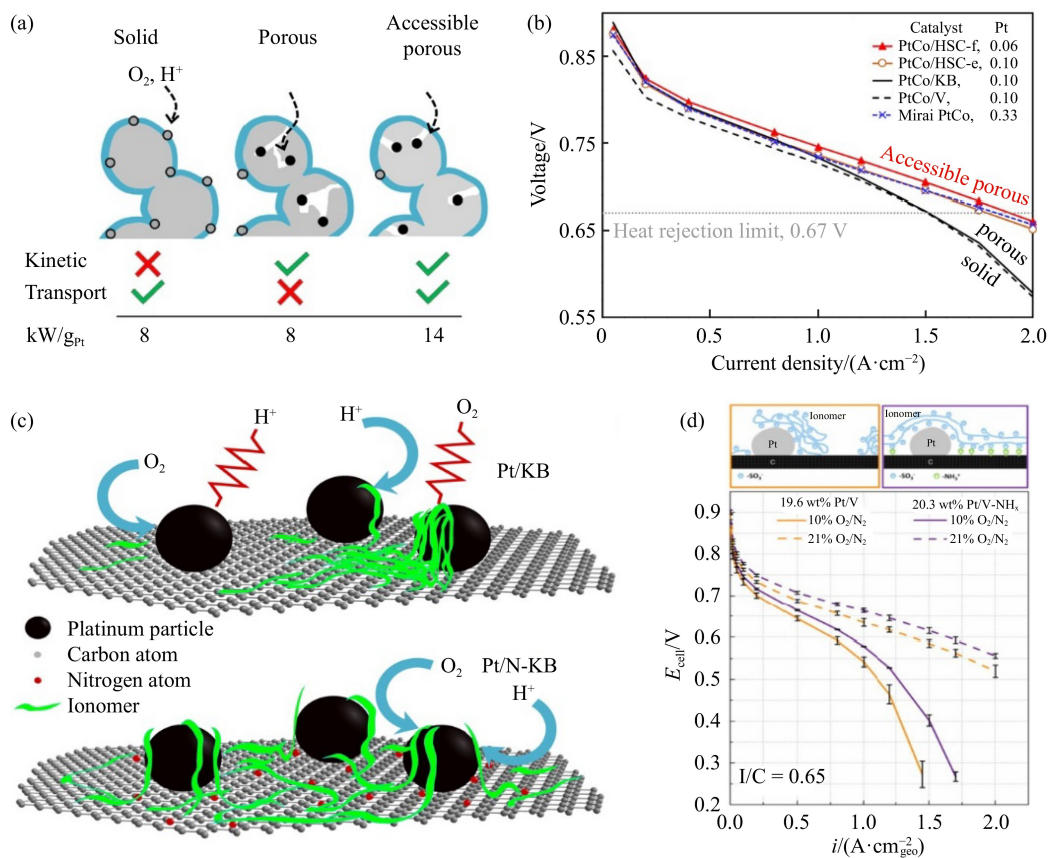 (a)
Solid
Porous
Accessible
porous
O₂, H⁺
Kinetic
Transport
kW/gPt
8
8
14
(b)
Catalyst Pt
PtCo/HSC-f, 0.06
PtCo/HSC-e, 0.10
PtCo/KB, 0.10
PtCo/V, 0.10
Mirai PtCo, 0.33
Accessible porous
porous
solid
Heat rejection limit, 0.67 V
Voltage/V
0.85
0.75
0.65
0.55
0 0.5 1.0 1.5 2.0
Current density/(A·cm⁻²)
(c)
H⁺
H⁺
O₂
O₂
Pt/KB
Platinum particle
Carbon atom
Nitrogen atom
Ionomer
O₂
Pt/N-KB
H⁺
(d)
Ionomer
Pt
C
-SO₃⁻
Ionomer
Pt
C
-SO₃⁻ -NH₃⁺
19.6 wt% Pt/V
10% O₂/N₂
21% O₂/N₂
20.3 wt% Pt/V-NHₓ
10% O₂/N₂
21% O₂/N₂
Ecell/V
0.9
0.8
0.7
0.6
0.5
0.4
0.3
0.2
I/C = 0.65
0 0.5 1.0 1.5 2.0
i/(A·cm⁻²geo)